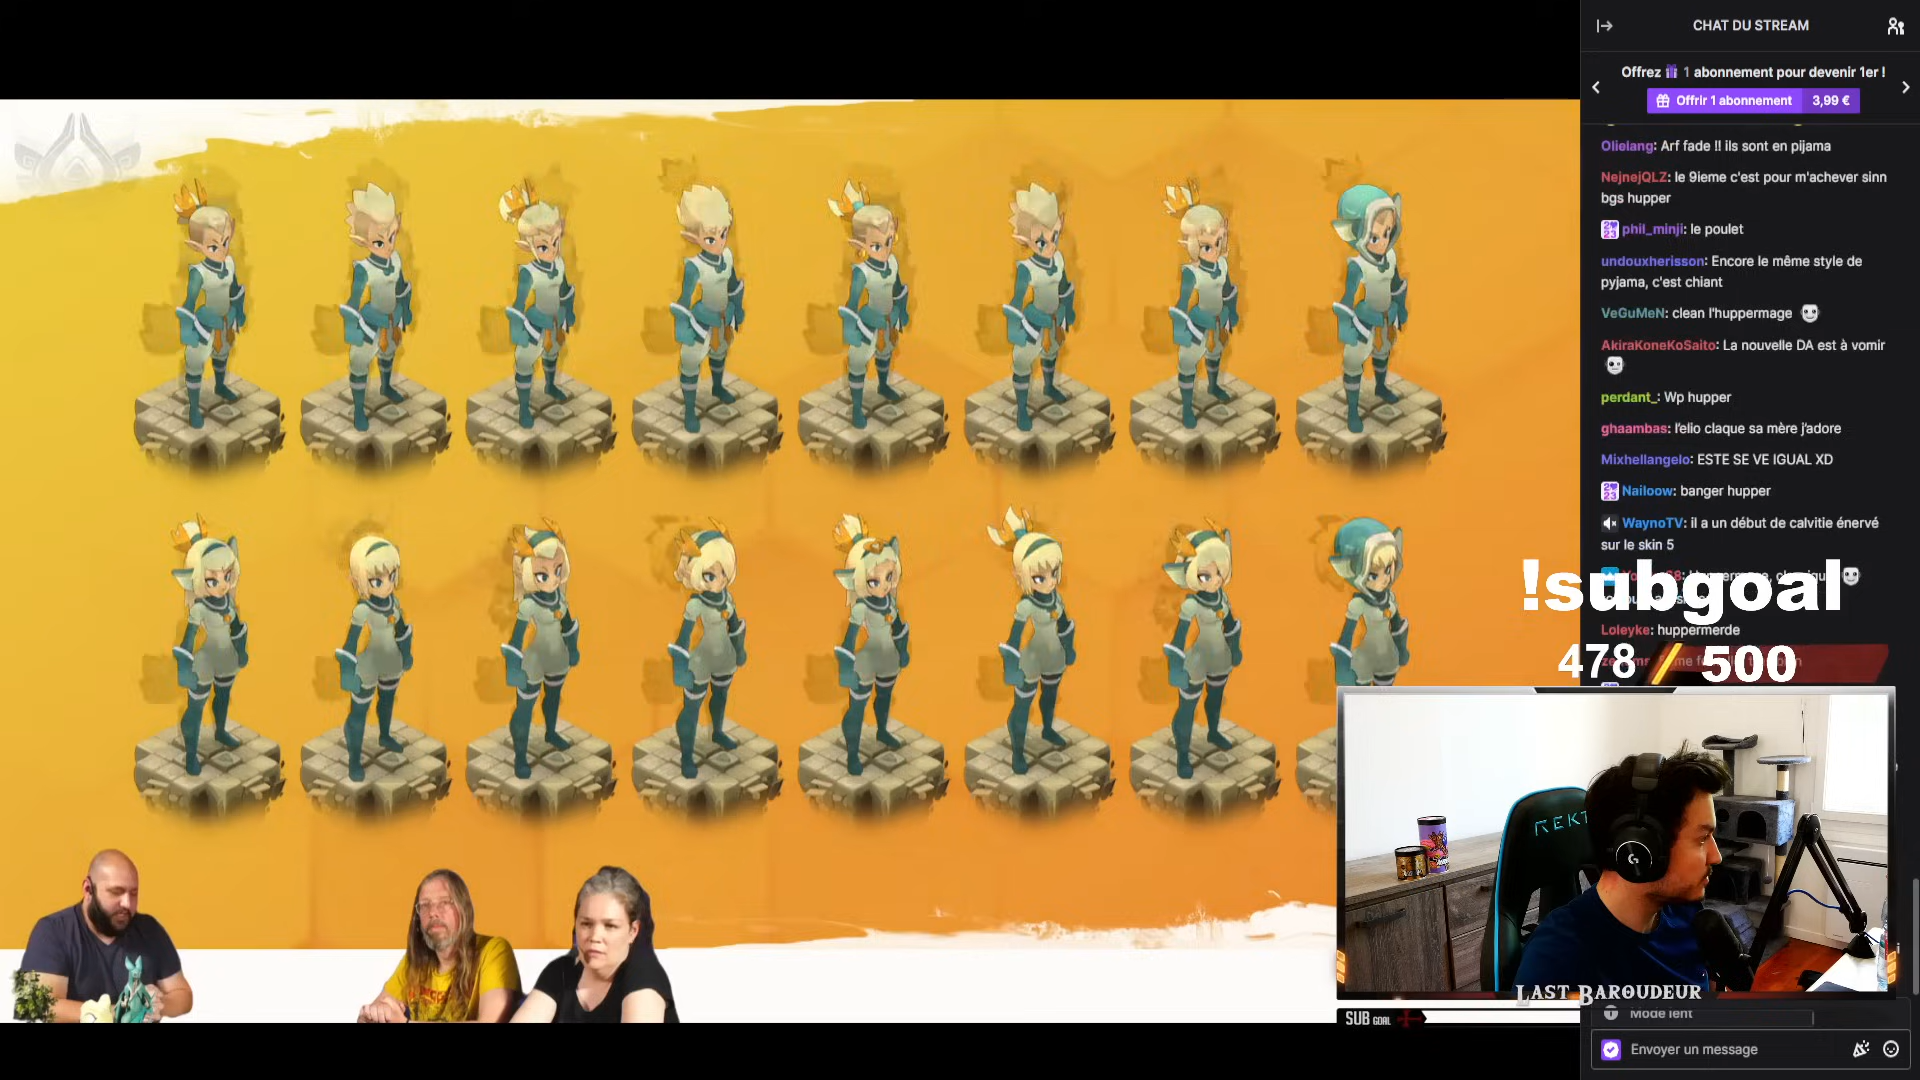 CHAT DU STREAM
Offrez 1 abonnement pour devenir 1er !
Offrir 1 abonnement 3,99 €
Olielang: Arf fade !! ils sont en pijama
NejnejQLZ: le 9ieme c'est pour m'achever sinn
bgs hupper
phil_minji: le poulet
undouxherisson: Encore le même style de
pyjama, c'est chiant
VeGuMeN: clean l'huppermage
AkiraKoneKoSaito: La nouvelle DA est à vomir
perdant_: Wp hupper
ghaambas: l'elio claque sa mère j'adore
Mixhellangelo: ESTE SE VE IGUAL XD
Nailoow: banger hupper
WaynoTV: il a un début de calvitie énervé
sur le skin 5
!subgoal
Loleyke: huppermerde
478 / 500
REKT
LAST BAROUDEUR
SUB GOAL
Mode lent
Envoyer un message